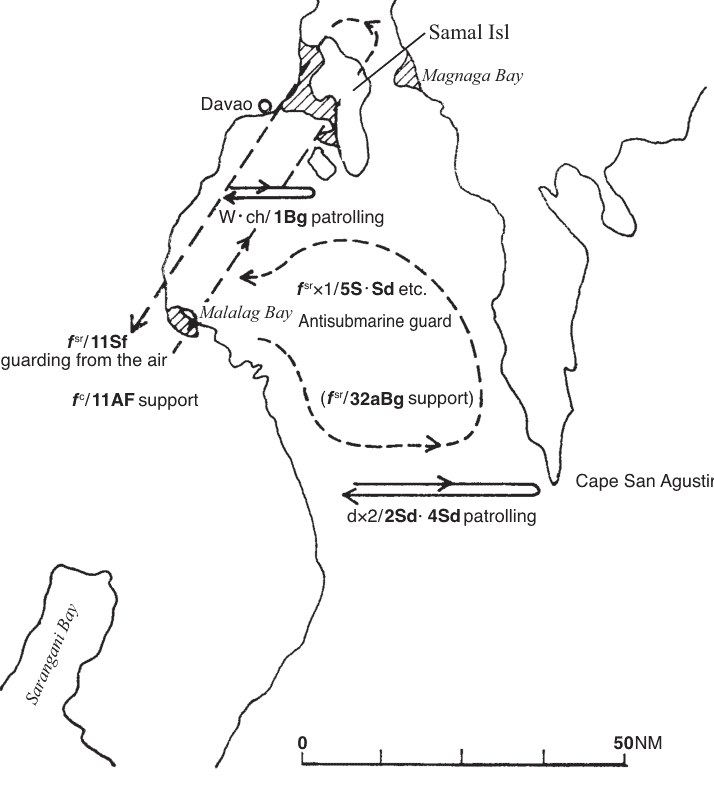 Samal Isl
Magnaga Bay
Davao
W·ch/1Bg patrolling
fsr×1/5S·Sd etc.
Malalag Bay
Antisubmarine guard
fsr/11Sf
guarding from the air
fc/11AF support
(fsr/32aBg support)
Cape San Agustin
d×2/2Sd·4Sd patrolling
Sarangani Bay
0 50NM